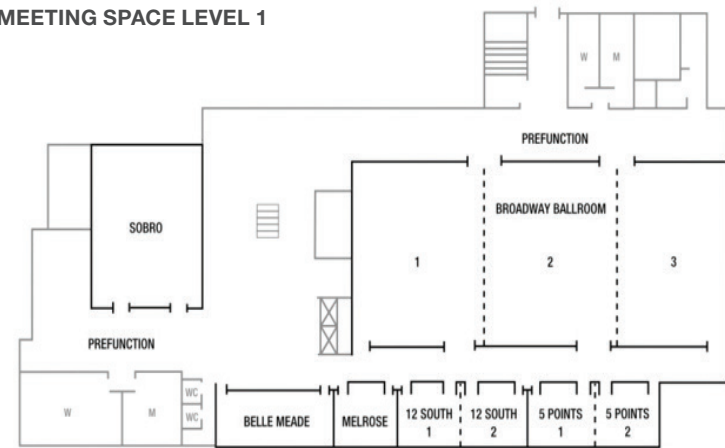 MEETING SPACE LEVEL 1
W
M
PREFUNCTION
SOBRO
BROADWAY BALLROOM
1
2
3
PREFUNCTION
W
M
WC
WC
BELLE MEADE
MELROSE
12 SOUTH
1
12 SOUTH
2
5 POINTS
1
5 POINTS
2